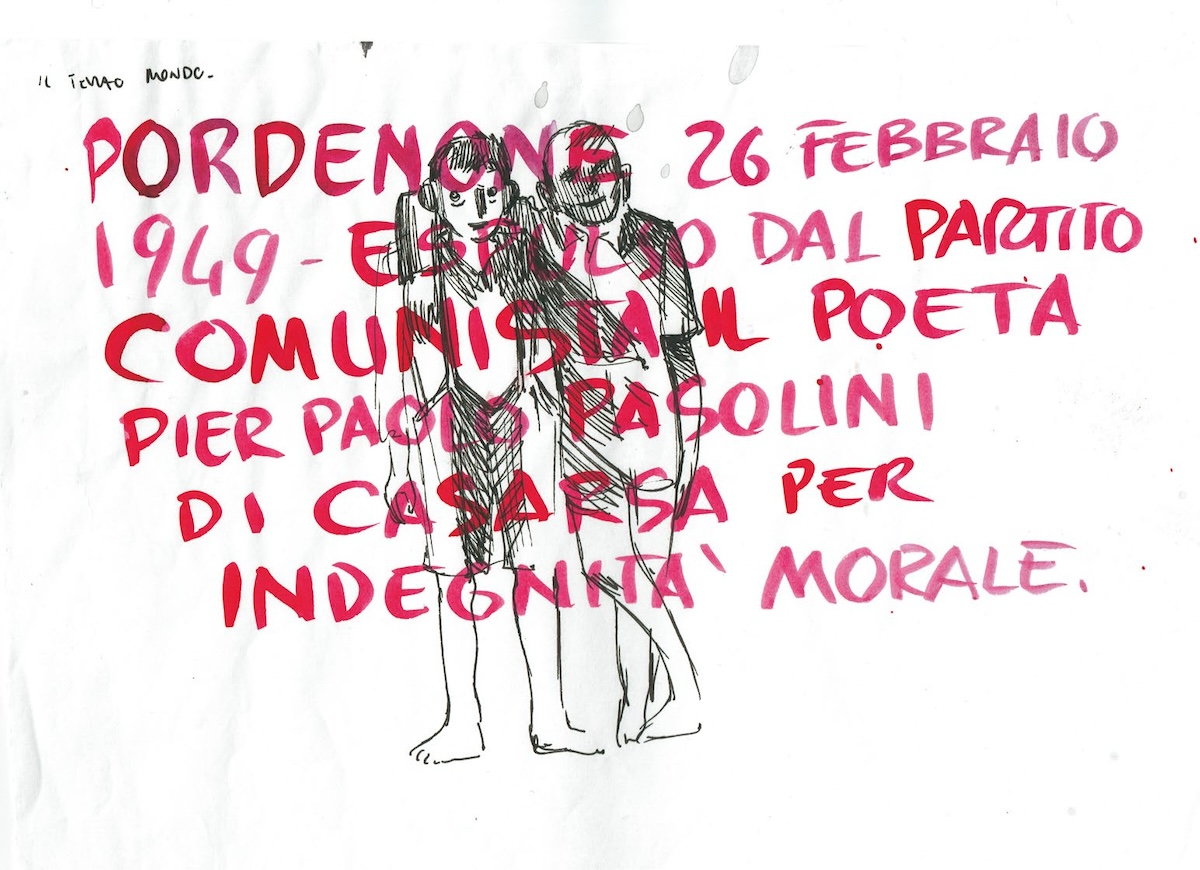 IL TERZO MONDO.
PORDENONE 26 FEBBRAIO
1949 - ESPULSO DAL PARTITO
COMUNISTA IL POETA
PIER PAOLO PASOLINI
DI CASARSA PER
INDEGNITA' MORALE.